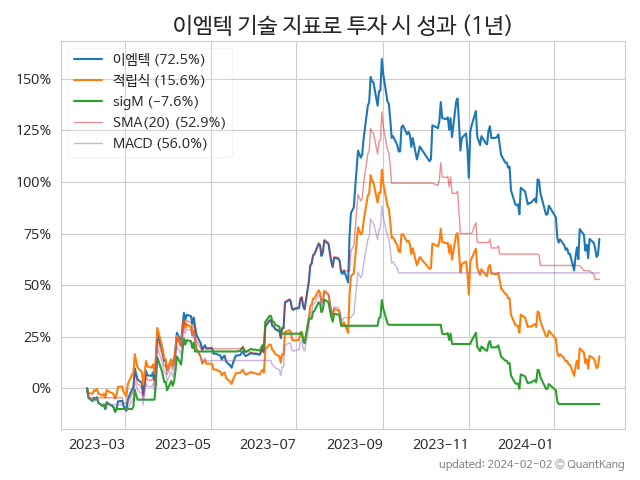 이엠텍 기술 지표로 투자 시 성과 (1년)
이엠텍 (72.5%)
적립식 (15.6%)
sigM (−7.6%)
SMA(20) (52.9%)
MACD (56.0%)
150%
125%
100%
75%
50%
25%
0%
2023-03 2023-05 2023-07 2023-09 2023-11 2024-01
updated: 2024-02-02 © QuantKang